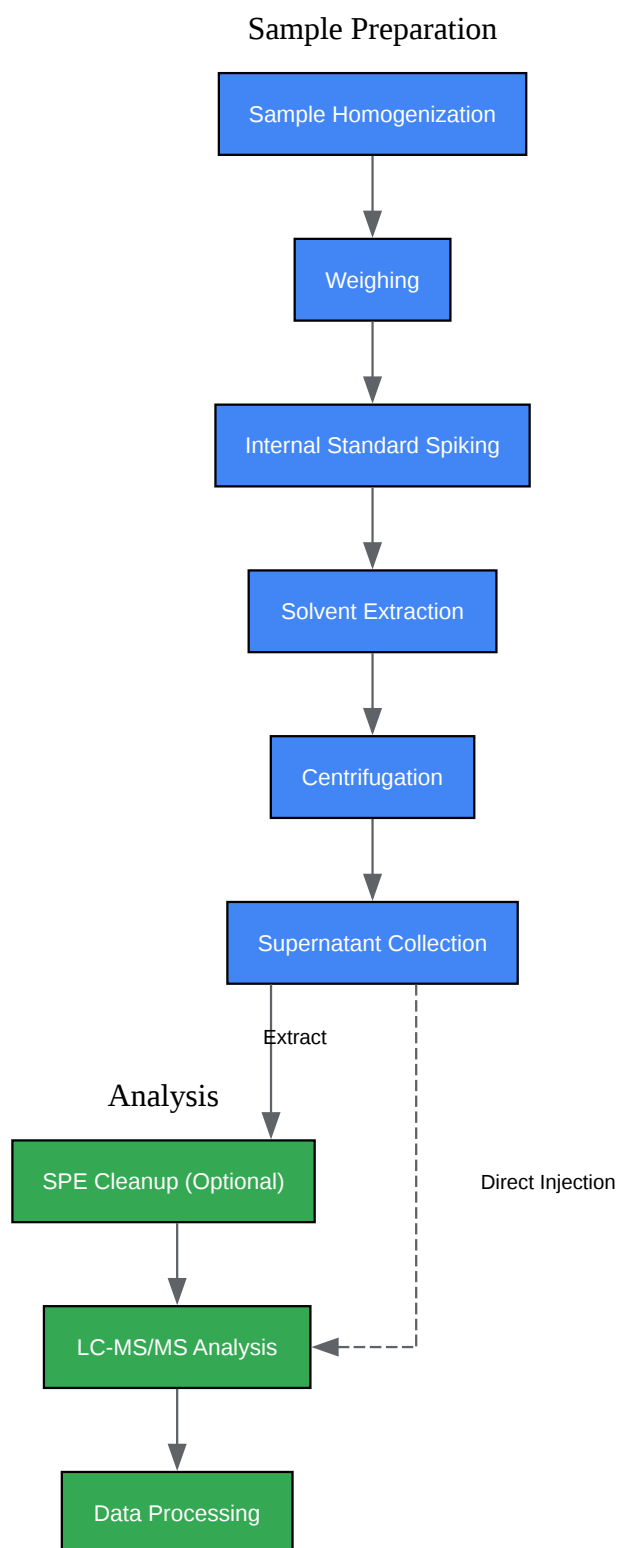 Sample Preparation
Sample Homogenization
Weighing
Internal Standard Spiking
Solvent Extraction
Centrifugation
Supernatant Collection
Extract
Analysis
SPE Cleanup (Optional)
Direct Injection
LC-MS/MS Analysis
Data Processing